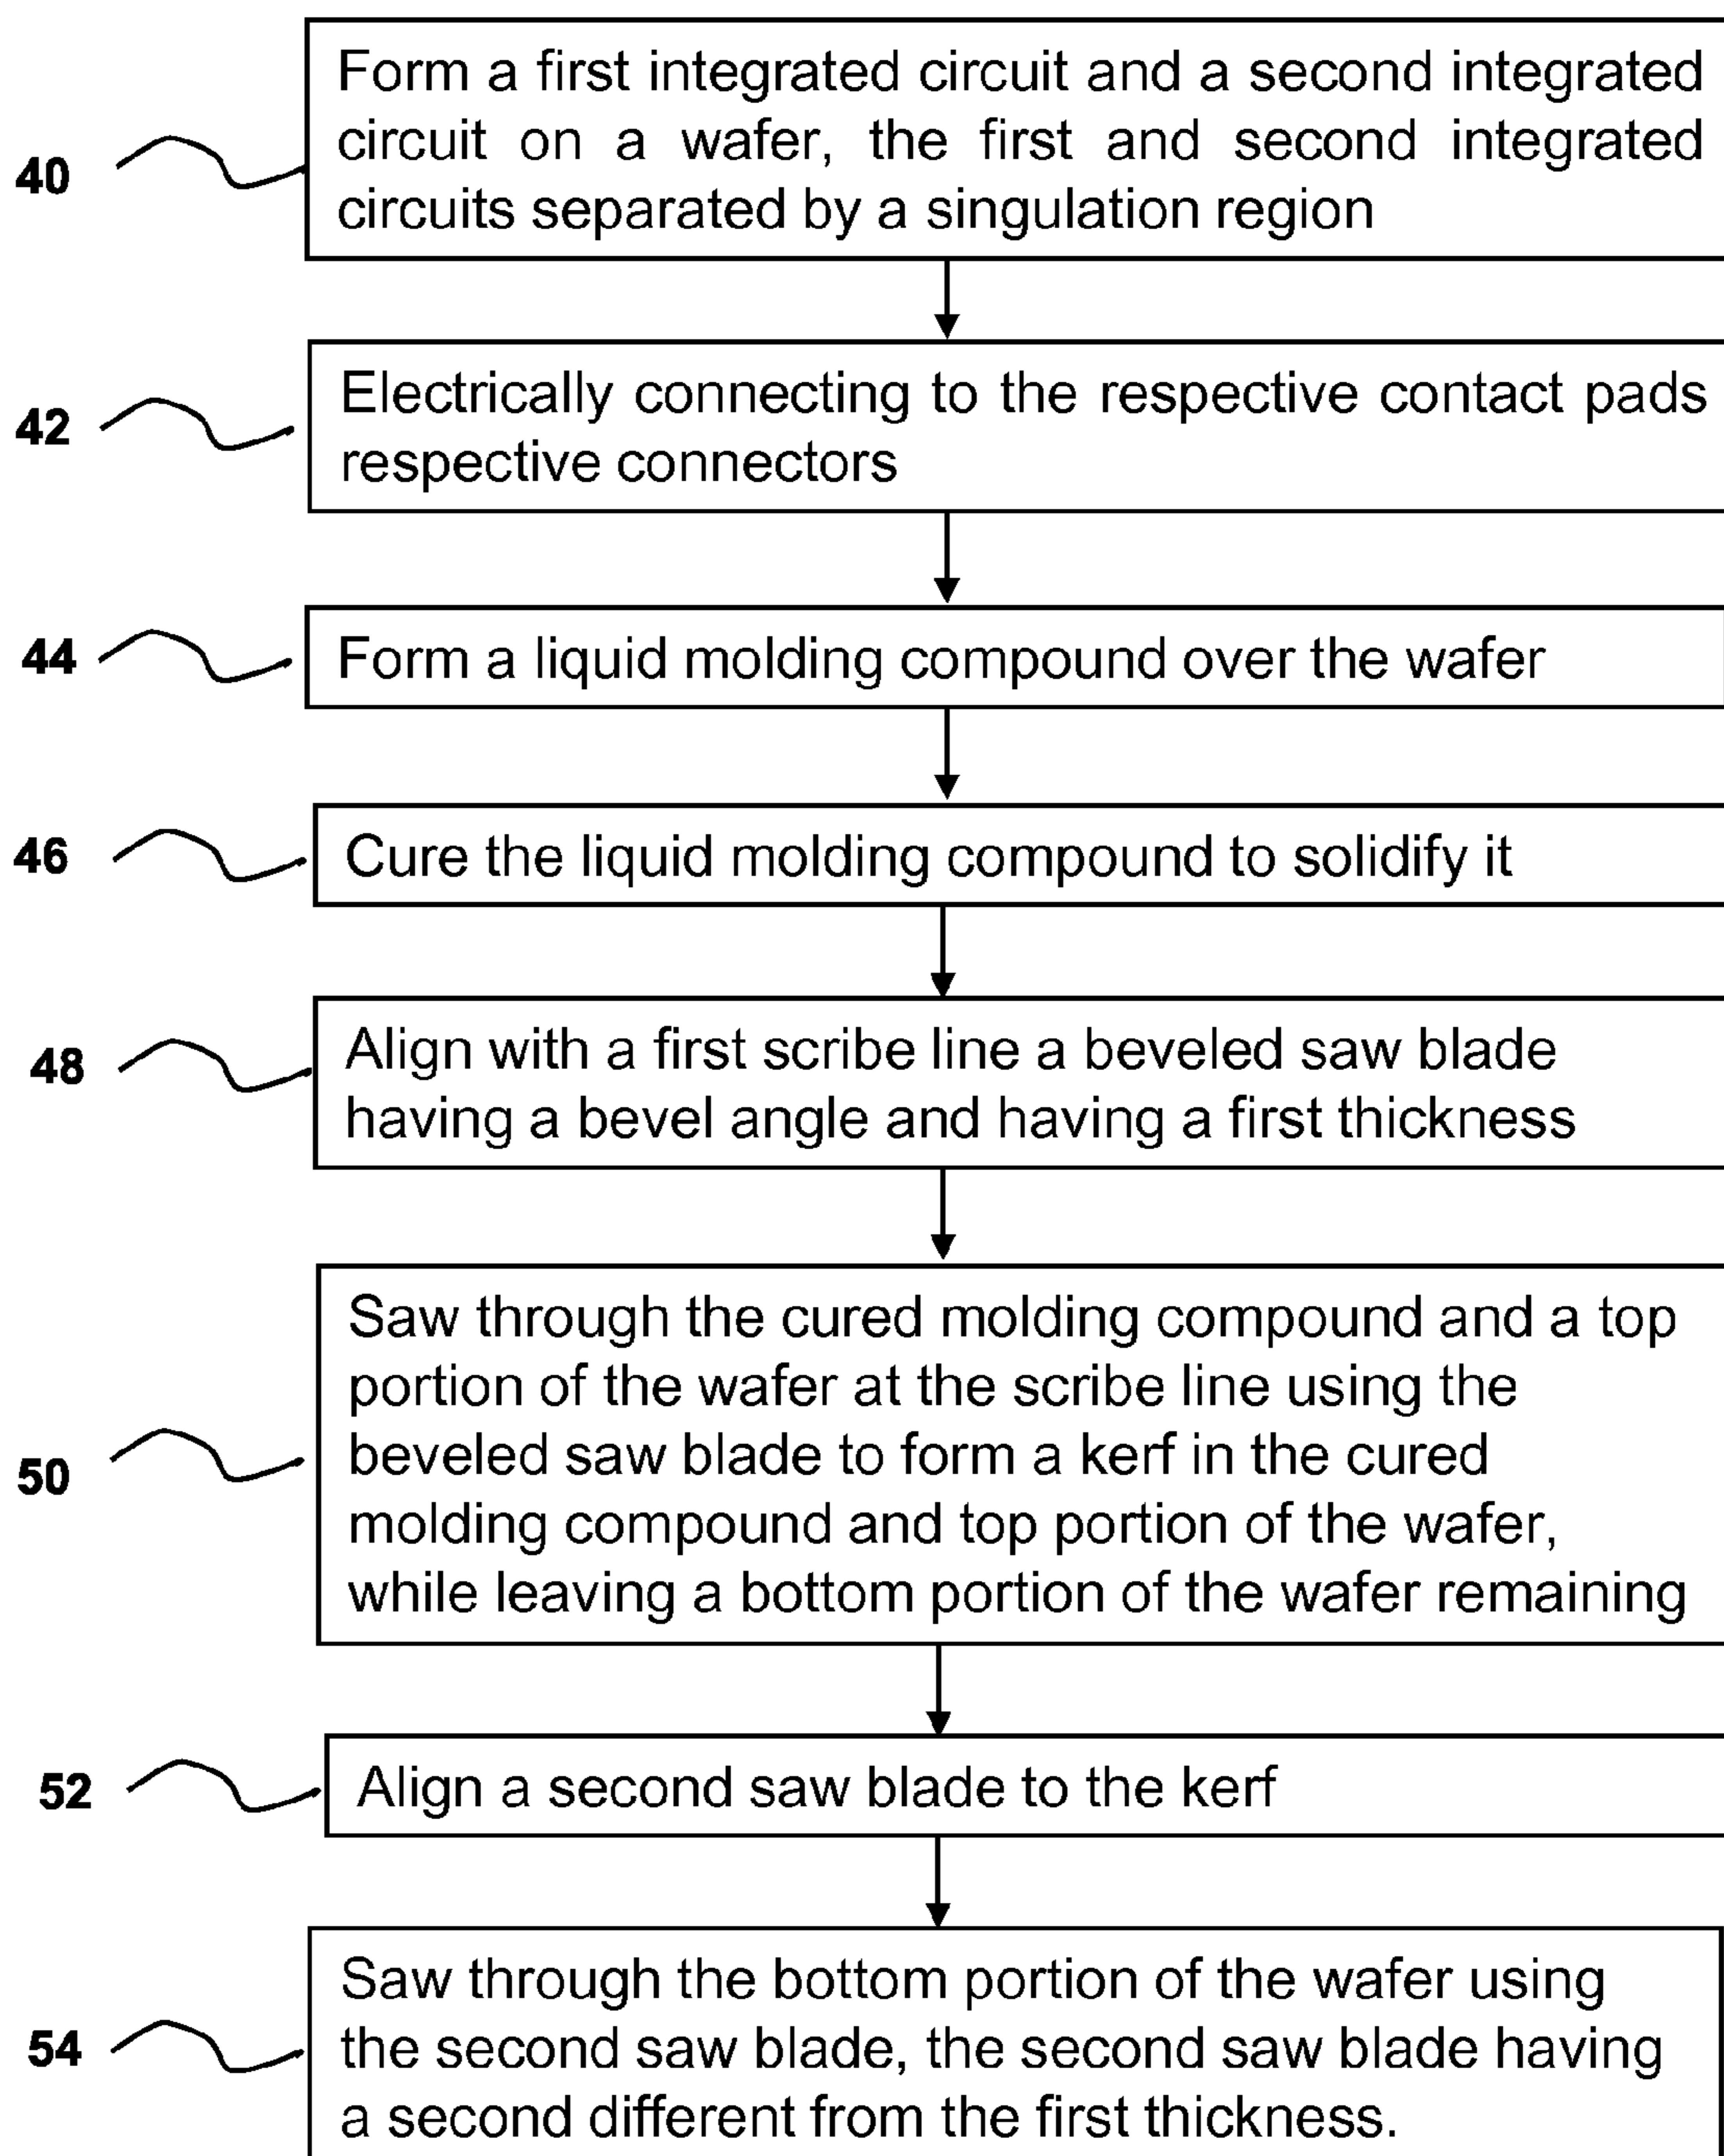 Form a first integrated circuit and a second integrated
circuit on a wafer, the first and second integrated
circuits separated by a singulation region
40
Electrically connecting to the respective contact pads
respective connectors
42
Form a liquid molding compound over the wafer
44
Cure the liquid molding compound to solidify it
46
Align with a first scribe line a beveled saw blade
having a bevel angle and having a first thickness
48
Saw through the cured molding compound and a top
portion of the wafer at the scribe line using the
beveled saw blade to form a kerf in the cured
molding compound and top portion of the wafer,
while leaving a bottom portion of the wafer remaining
50
Align a second saw blade to the kerf
52
Saw through the bottom portion of the wafer using
the second saw blade, the second saw blade having
a second different from the first thickness.
54